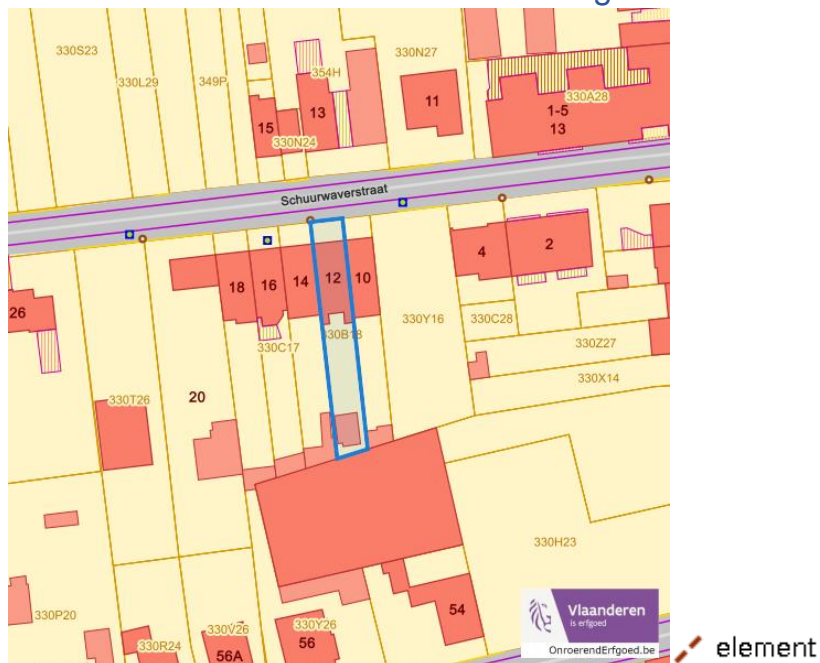 g
330S23
330L29
349P
354H
330N27
15
13
11
330N24
330A28
1-5
13
Schuurwaverstraat
18
16
14
12
10
4
2
26
330C17
330B18
330Y16
330C28
330Z27
330X14
330T26
20
330H23
330P20
330R24
330V26
56A
330Y26
56
54
Vlaanderen
is erfgoed
OnroerendErfgoed.be
element